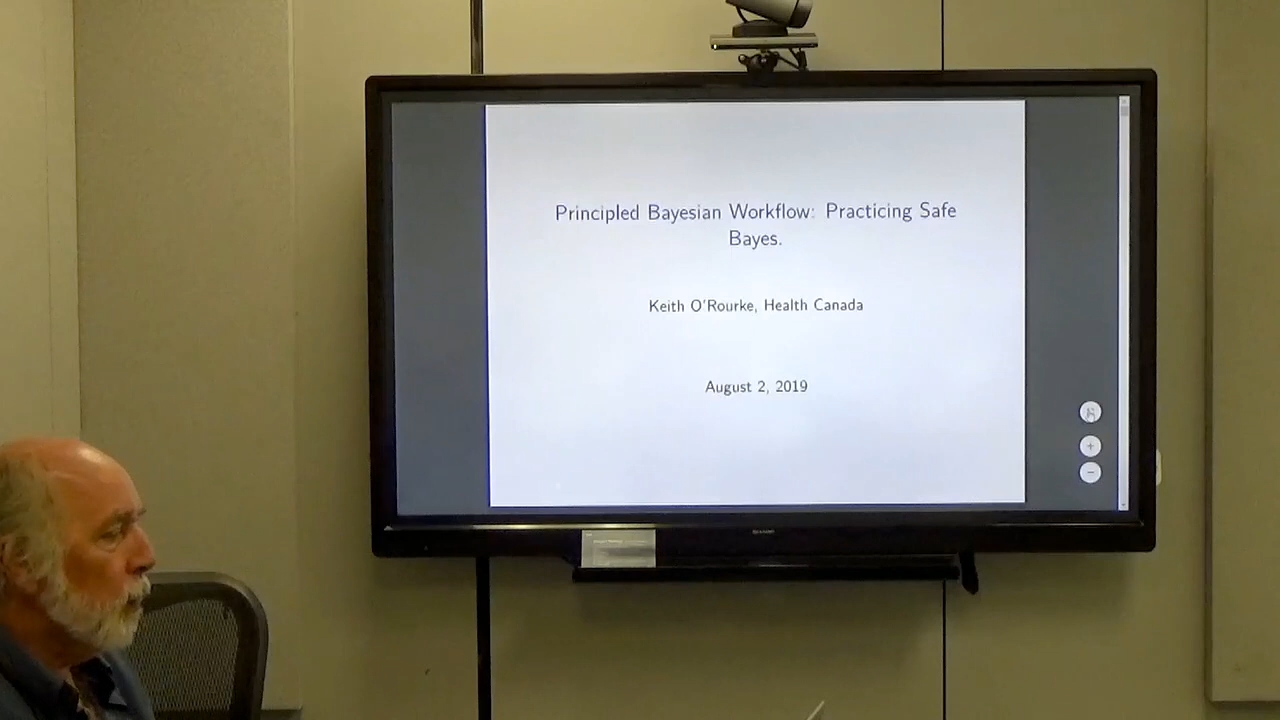 Principled Bayesian Workflow: Practicing Safe
Bayes.
Keith O'Rourke, Health Canada
August 2, 2019